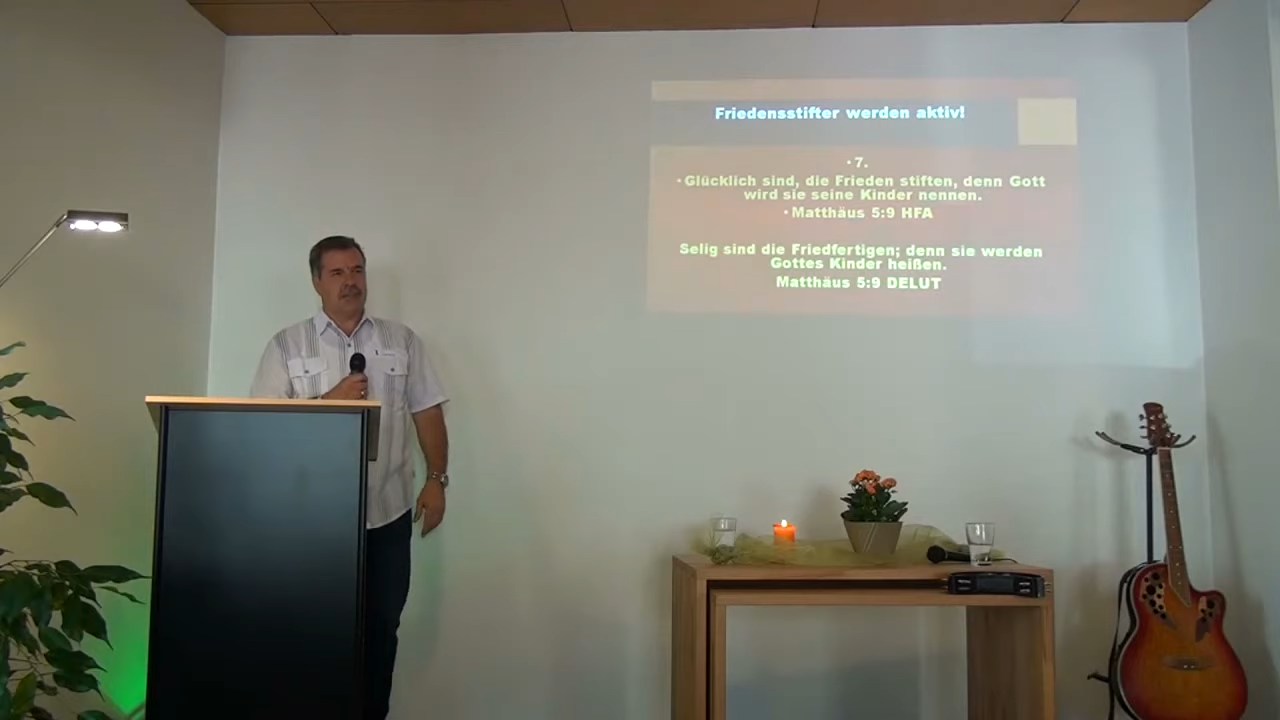 Friedensstifter werden aktiv!
• 7.
• Glücklich sind, die Frieden stiften, denn Gott
wird sie seine Kinder nennen.
• Matthäus 5:9 HFA
Selig sind die Friedfertigen; denn sie werden
Gottes Kinder heißen.
Matthäus 5:9 DELUT